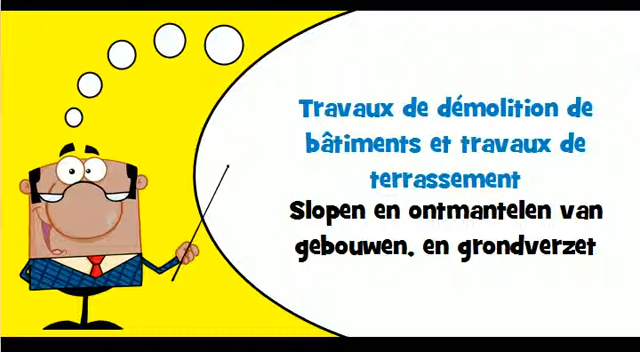 Travaux de démolition de
bâtiments et travaux de
terrassement
Slopen en ontmantelen van
gebouwen, en grondverzet